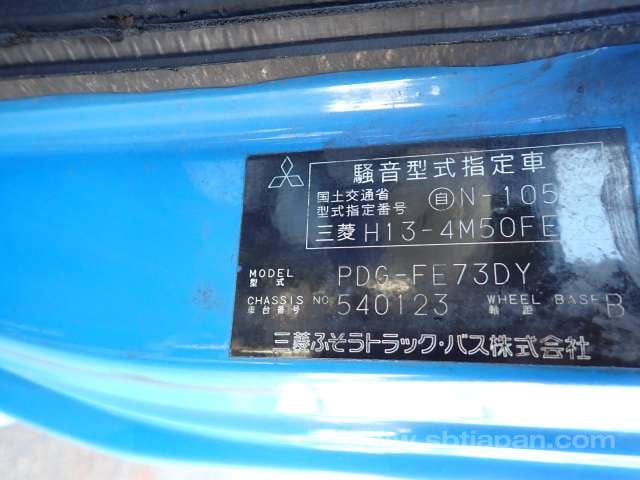 騒音型式指定車
国土交通省
型式指定番号 自N-105
三菱 H13-4M50FE
MODEL 型式 PDG-FE73DY
CHASSIS NO. 車台番号 540123 WHEEL BASE 軸距 B
三菱ふそうトラック・バス株式会社
www.sbtjapan.com